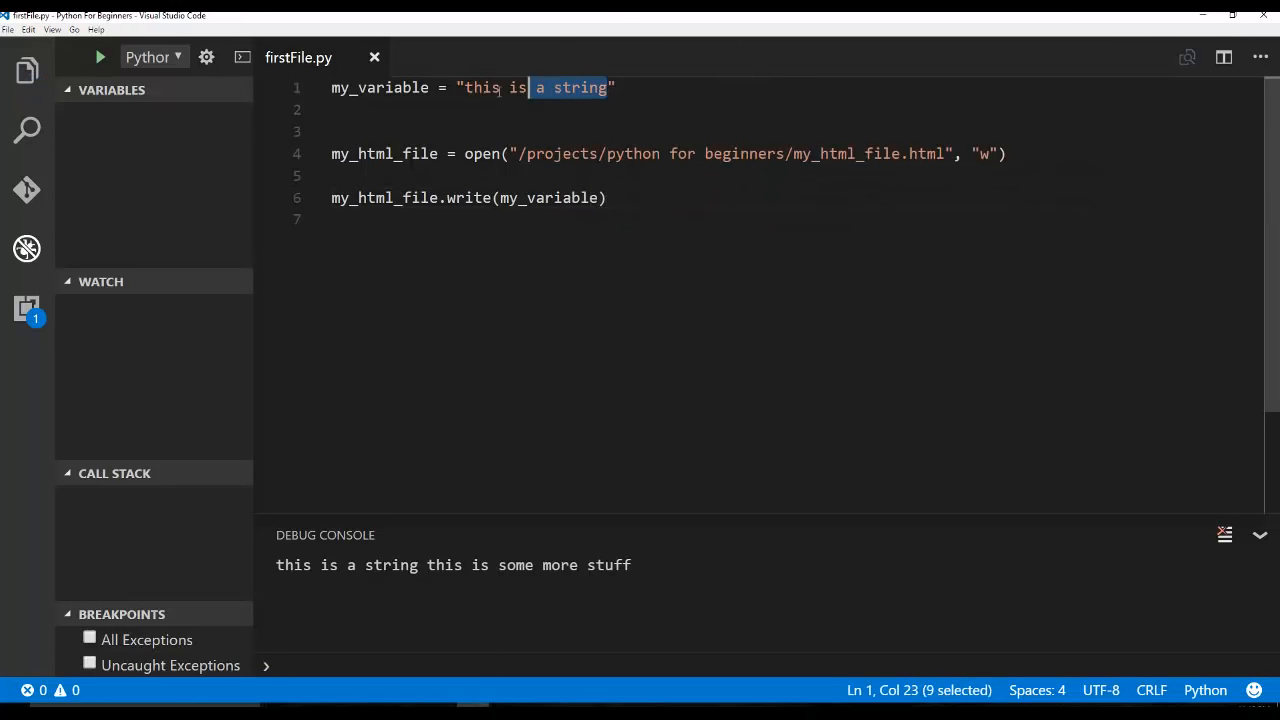 firstFile.py - Python For Beginners - Visual Studio Code
File Edit View Go Help
Python
firstFile.py
VARIABLES
WATCH
CALL STACK
BREAKPOINTS
All Exceptions
Uncaught Exceptions
1
1 my_variable = "this is a string"
2
3
4 my_html_file = open("/projects/python for beginners/my_html_file.html", "w")
5
6 my_html_file.write(my_variable)
7
DEBUG CONSOLE
this is a string this is some more stuff
0 0
Ln 1, Col 23 (9 selected) Spaces: 4 UTF-8 CRLF Python